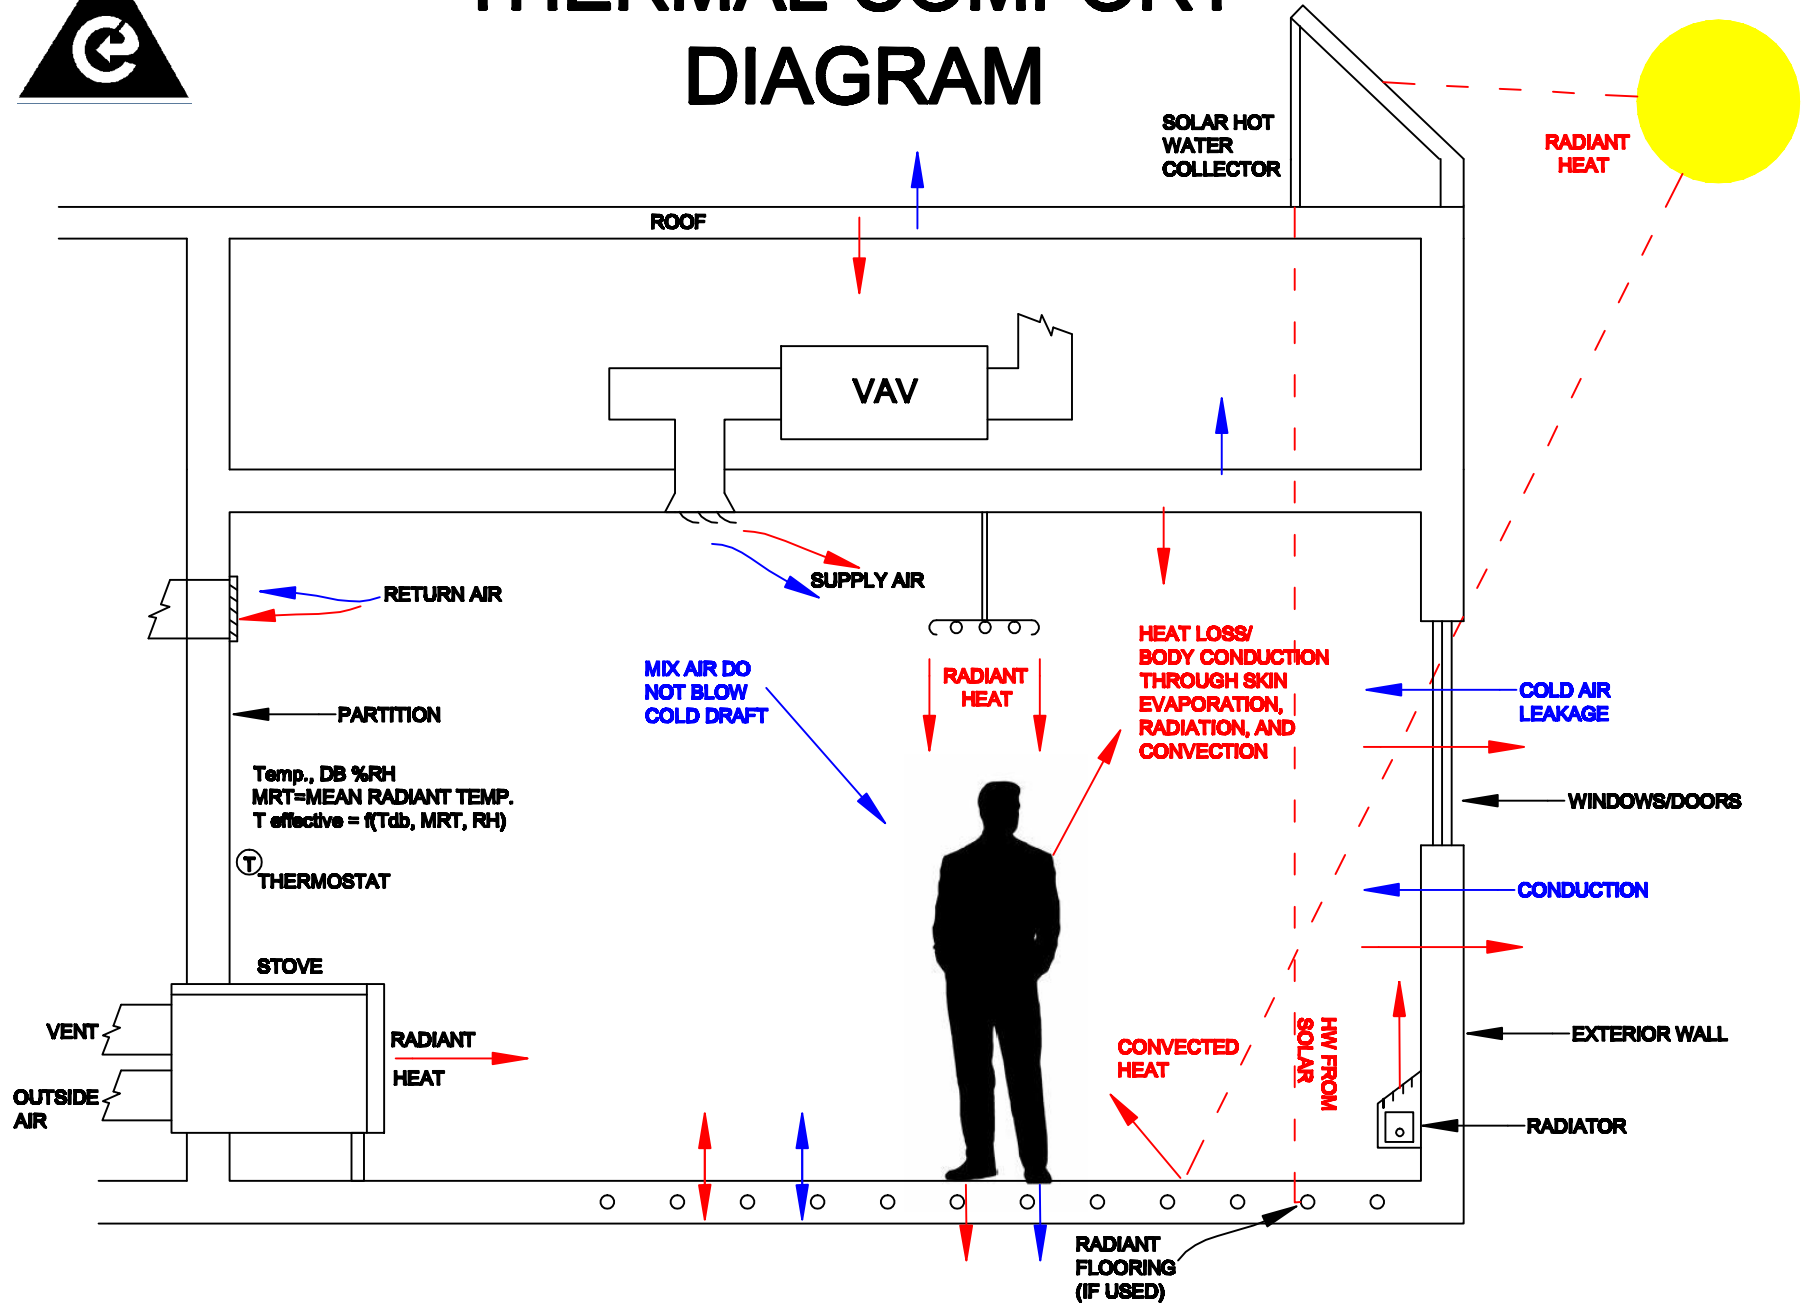 THERMAL COMFORT
DIAGRAM
SOLAR HOT
WATER
COLLECTOR
RADIANT
HEAT
ROOF
VAV
SUPPLY AIR
RETURN AIR
MIX AIR DO
NOT BLOW
COLD DRAFT
RADIANT
HEAT
HEAT LOSS/
BODY CONDUCTION
THROUGH SKIN
EVAPORATION,
RADIATION, AND
CONVECTION
COLD AIR
LEAKAGE
PARTITION
Temp., DB %RH
MRT=MEAN RADIANT TEMP.
T effective = f(Tdb, MRT, RH)
T
THERMOSTAT
WINDOWS/DOORS
CONDUCTION
STOVE
VENT
OUTSIDE
AIR
RADIANT
HEAT
CONVECTED
HEAT
HW FROM
SOLAR
EXTERIOR WALL
RADIATOR
RADIANT
FLOORING
(IF USED)